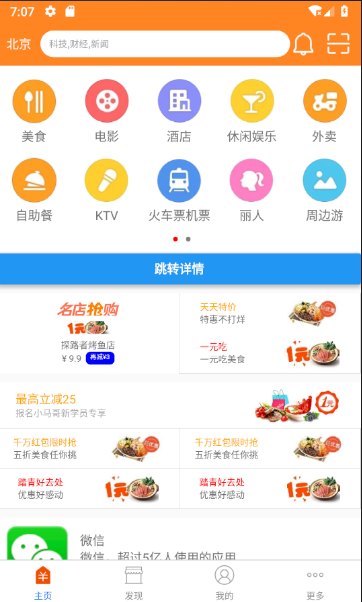 7:07
北京
科技,财经,新闻
美食 电影 酒店 休闲娱乐 外卖
自助餐 KTV 火车票机票 丽人 周边游
跳转详情
名店抢购
1元
探路者烤鱼店
¥9.9 再减¥3
天天特价
特惠不打烊
一元吃
一元吃美食
1元
最高立减25
报名小马哥新学员专享
1元
千万红包限时抢
五折美食任你挑
千万红包限时抢
五折美食任你挑
踏青好去处
优惠好感动
1元
踏青好去处
优惠好感动
1元
微信
微信，超过5亿人使用的应用
主页 发现 我的 更多